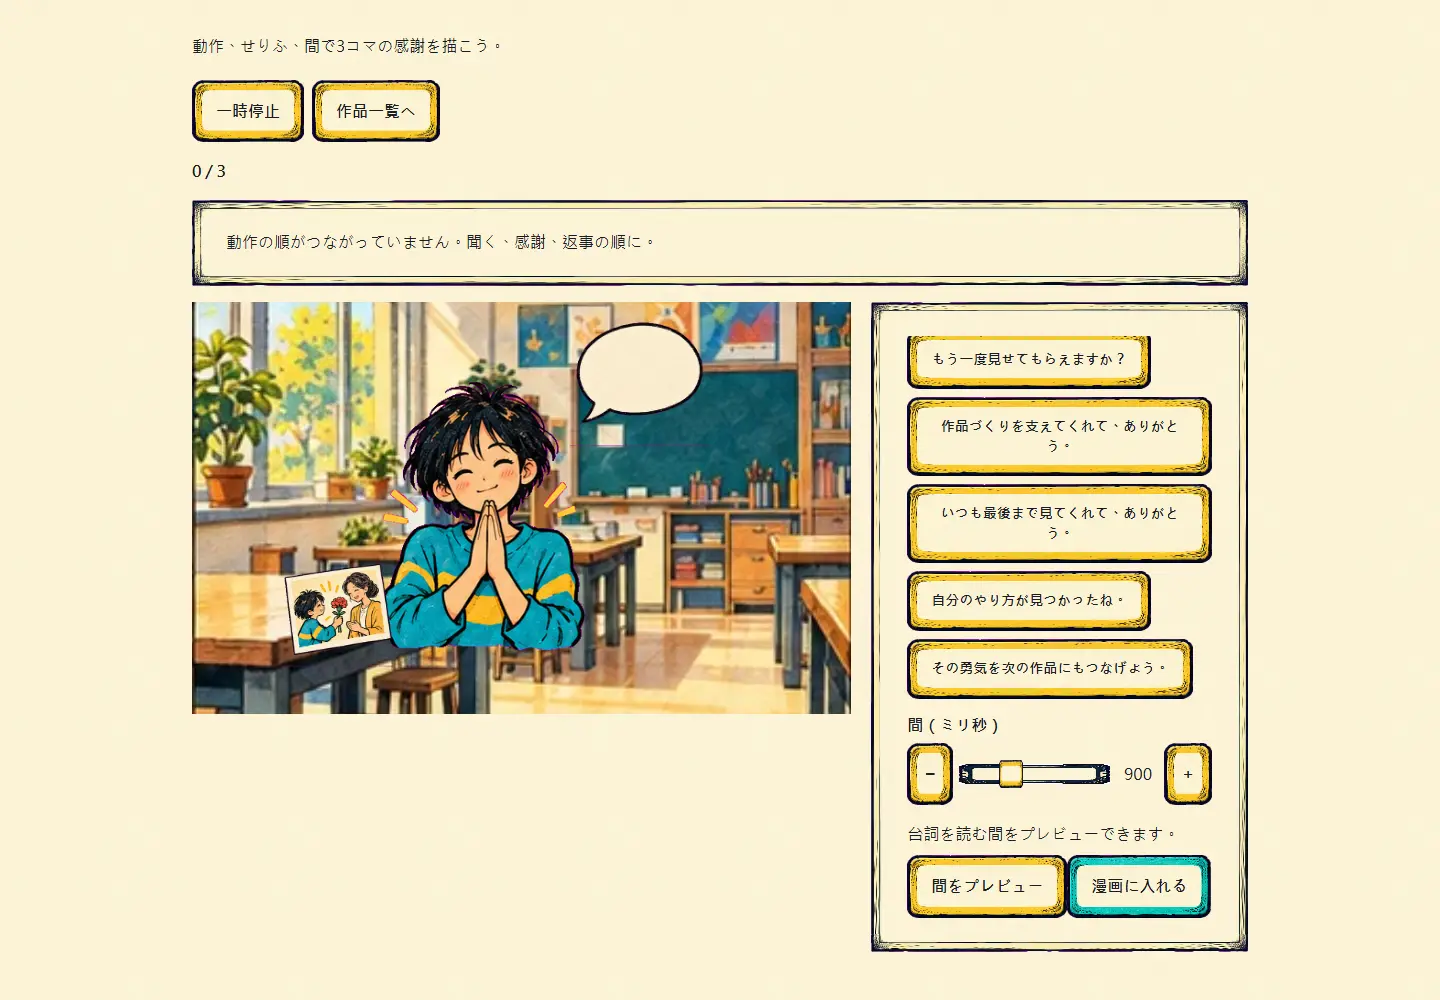 動作、せりふ、間で3コマの感謝を描こう。
一時停止
作品一覧へ
0 / 3
動作の順がつながっていません。聞く、感謝、返事の順に。
もう一度見せてもらえますか？
作品づくりを支えてくれて、ありがと
う。
いつも最後まで見てくれて、ありがと
う。
自分のやり方が見つかったね。
その勇気を次の作品にもつなげよう。
間 ( ミリ秒 )
−
900
+
台詞を読む間をプレビューできます。
間をプレビュー
漫画に入れる